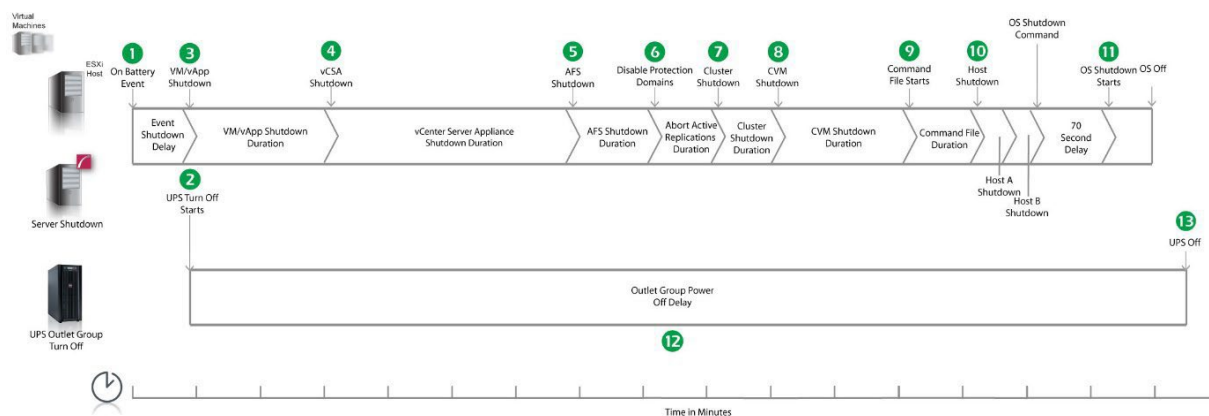 Virtual
Machines
ESXi
Host
Server Shutdown
UPS Outlet Group
Turn Off
1
On Battery
Event
3
VM/vApp
Shutdown
4
vCSA
Shutdown
5
AFS
Shutdown
6
Disable Protection
Domains
7
Cluster
Shutdown
8
CVM
Shutdown
9
Command
File Starts
10
Host
Shutdown
OS Shutdown
Command
11
OS Shutdown
Starts
OS Off
Event
Shutdown
Delay
VM/vApp Shutdown
Duration
vCenter Server Appliance
Shutdown Duration
AFS Shutdown
Duration
Abort Active
Replications
Duration
Cluster
Shutdown
Duration
CVM Shutdown
Duration
Command File
Duration
70
Second
Delay
Host A
Shutdown
Host B
Shutdown
2
UPS Turn Off
Starts
13
UPS Off
Outlet Group Power
Off Delay
12
Time in Minutes